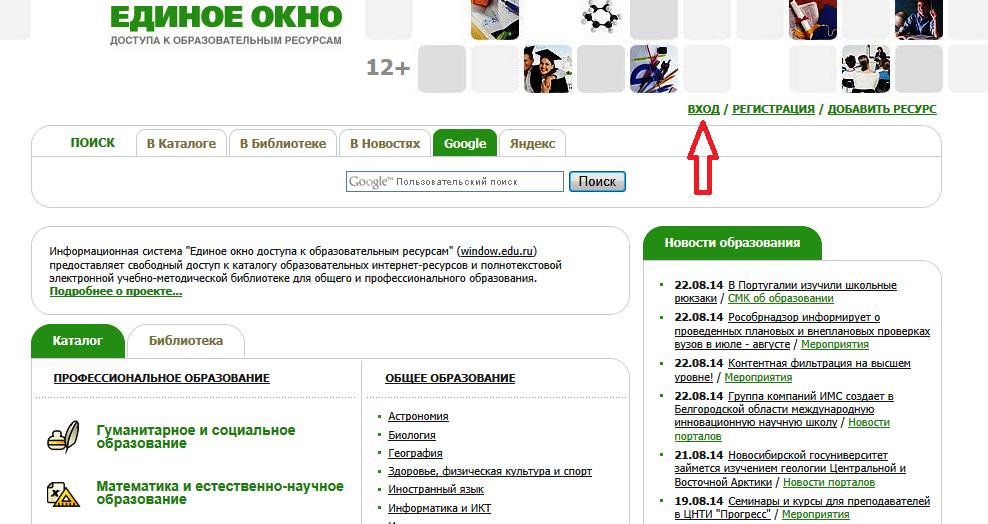 ЕДИНОЕ ОКНО
ДОСТУПА К ОБРАЗОВАТЕЛЬНЫМ РЕСУРСАМ
12+
ВХОД / РЕГИСТРАЦИЯ / ДОБАВИТЬ РЕСУРС
ПОИСК В Каталоге В Библиотеке В Новостях Google Яндекс
Google™ Пользовательский поиск Поиск
Информационная система "Единое окно доступа к образовательным ресурсам" (window.edu.ru)
предоставляет свободный доступ к каталогу образовательных интернет-ресурсов и полнотекстовой
электронной учебно-методической библиотеке для общего и профессионального образования.
Подробнее о проекте...
Каталог Библиотека
ПРОФЕССИОНАЛЬНОЕ ОБРАЗОВАНИЕ
Гуманитарное и социальное
образование
Математика и естественно-научное
образование
ОБЩЕЕ ОБРАЗОВАНИЕ
Астрономия
Биология
География
Здоровье, физическая культура и спорт
Иностранный язык
Информатика и ИКТ
Новости образования
22.08.14 В Португалии изучили школьные
рюкзаки / СМК об образовании
22.08.14 Рособрнадзор информирует о
проведенных плановых и внеплановых проверках
вузов в июле - августе / Мероприятия
22.08.14 Контентная фильтрация на высшем
уровне! / Мероприятия
22.08.14 Группа компаний ИМС создает в
Белгородской области международную
инновационную научную школу / Новости
порталов
21.08.14 Новосибирской госуниверситет
займется изучением геологии Центральной и
Восточной Арктики / Новости порталов
19.08.14 Семинары и курсы для преподавателей
в ЦНТИ "Прогресс" / Мероприятия